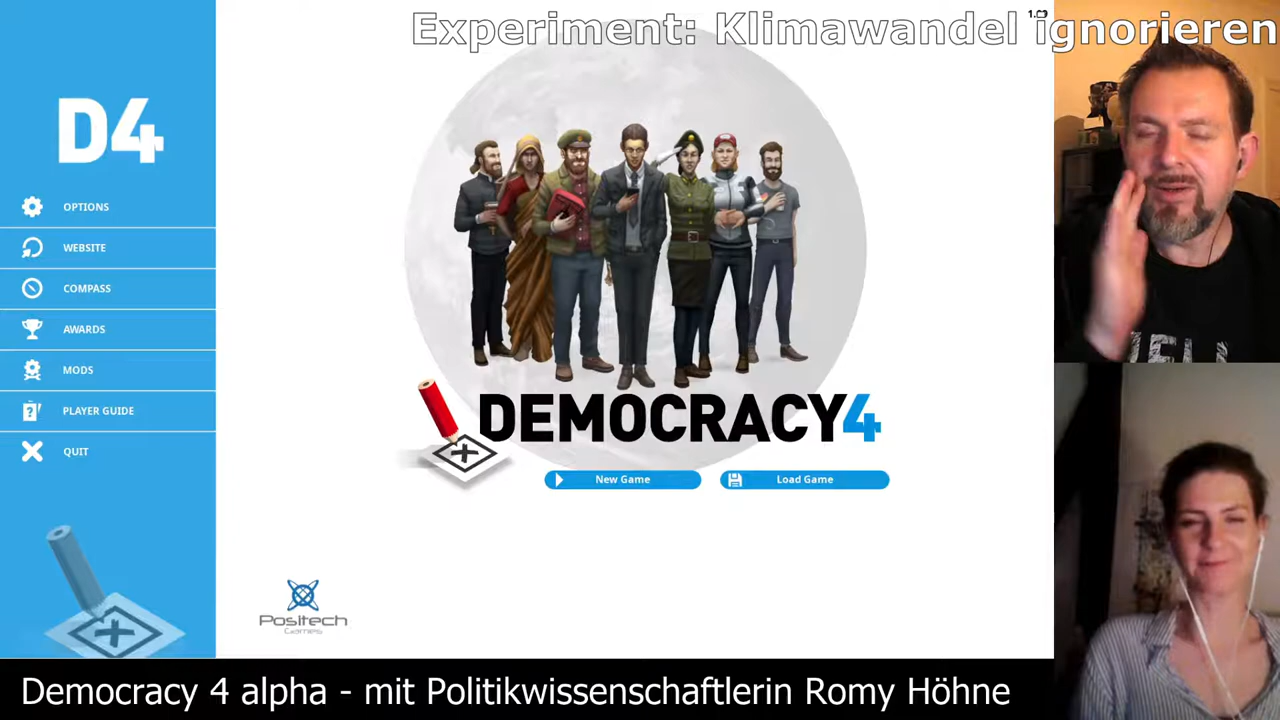 Experiment: Klimawandel ignorieren
D4
OPTIONS
WEBSITE
COMPASS
AWARDS
MODS
PLAYER GUIDE
QUIT
DEMOCRACY4
New Game
Load Game
Positech
Games
Democracy 4 alpha - mit Politikwissenschaftlerin Romy Höhne